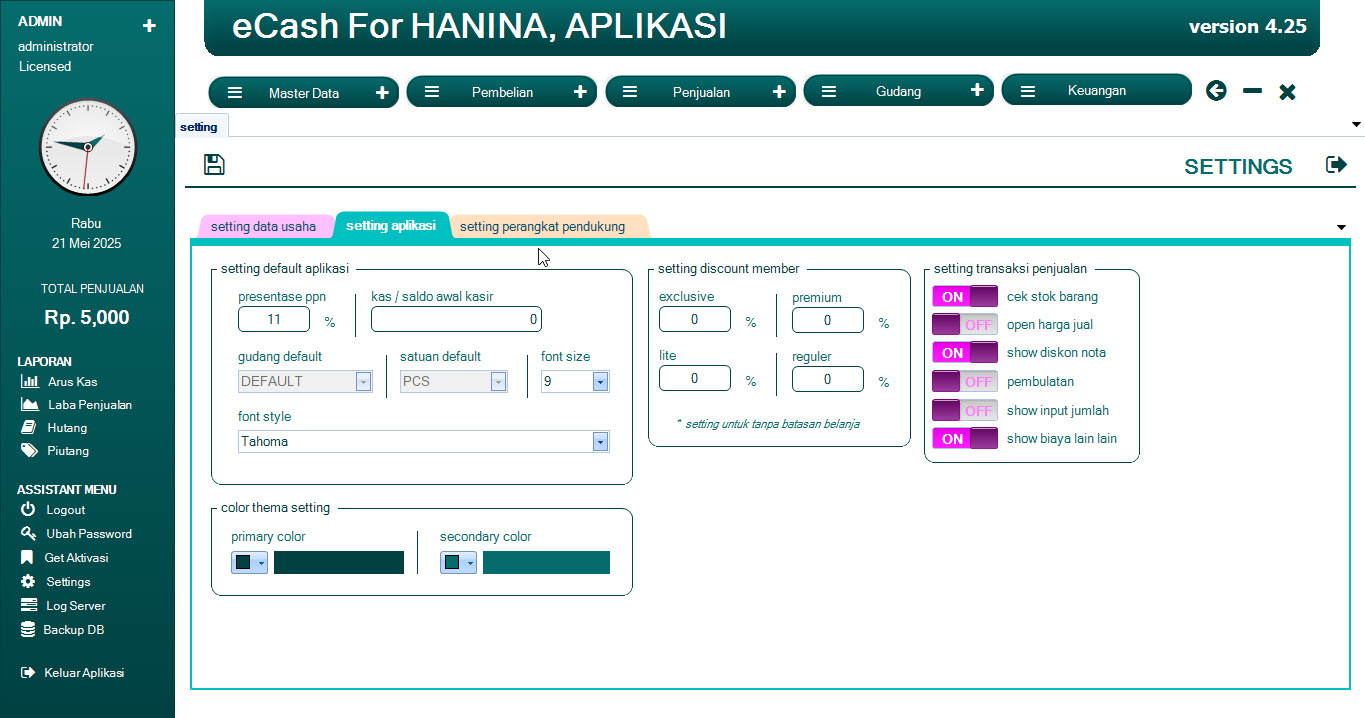 ADMIN
administrator
Licensed
Rabu
21 Mei 2025
TOTAL PENJUALAN
Rp. 5,000
LAPORAN
Arus Kas
Laba Penjualan
Hutang
Piutang
ASSISTANT MENU
Logout
Ubah Password
Get Aktivasi
Settings
Log Server
Backup DB
Keluar Aplikasi
eCash For HANINA, APLIKASI
version 4.25
Master Data
Pembelian
Penjualan
Gudang
Keuangan
setting
SETTINGS
setting data usaha
setting aplikasi
setting perangkat pendukung
setting default aplikasi
presentase ppn
kas / saldo awal kasir
11 %
0
gudang default
satuan default
font size
DEFAULT
PCS
9
font style
Tahoma
color thema setting
primary color
secondary color
setting discount member
exclusive
premium
0 %
0 %
lite
reguler
0 %
0 %
* setting untuk tanpa batasan belanja
setting transaksi penjualan
ON cek stok barang
OFF open harga jual
ON show diskon nota
OFF pembulatan
OFF show input jumlah
ON show biaya lain lain